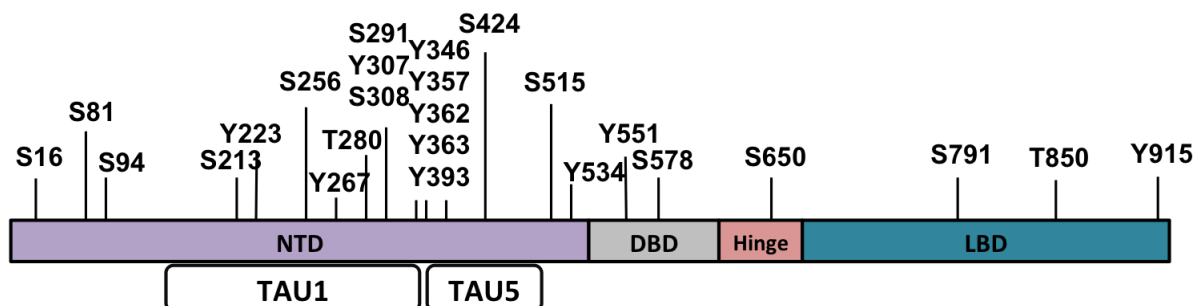 S16
S81
S94
S213
Y223
S256
Y267
T280
S291
Y307
S308
Y346
Y357
Y362
Y363
Y393
S424
S515
Y534
Y551
S578
S650
S791
T850
Y915
NTD
DBD
Hinge
LBD
TAU1
TAU5